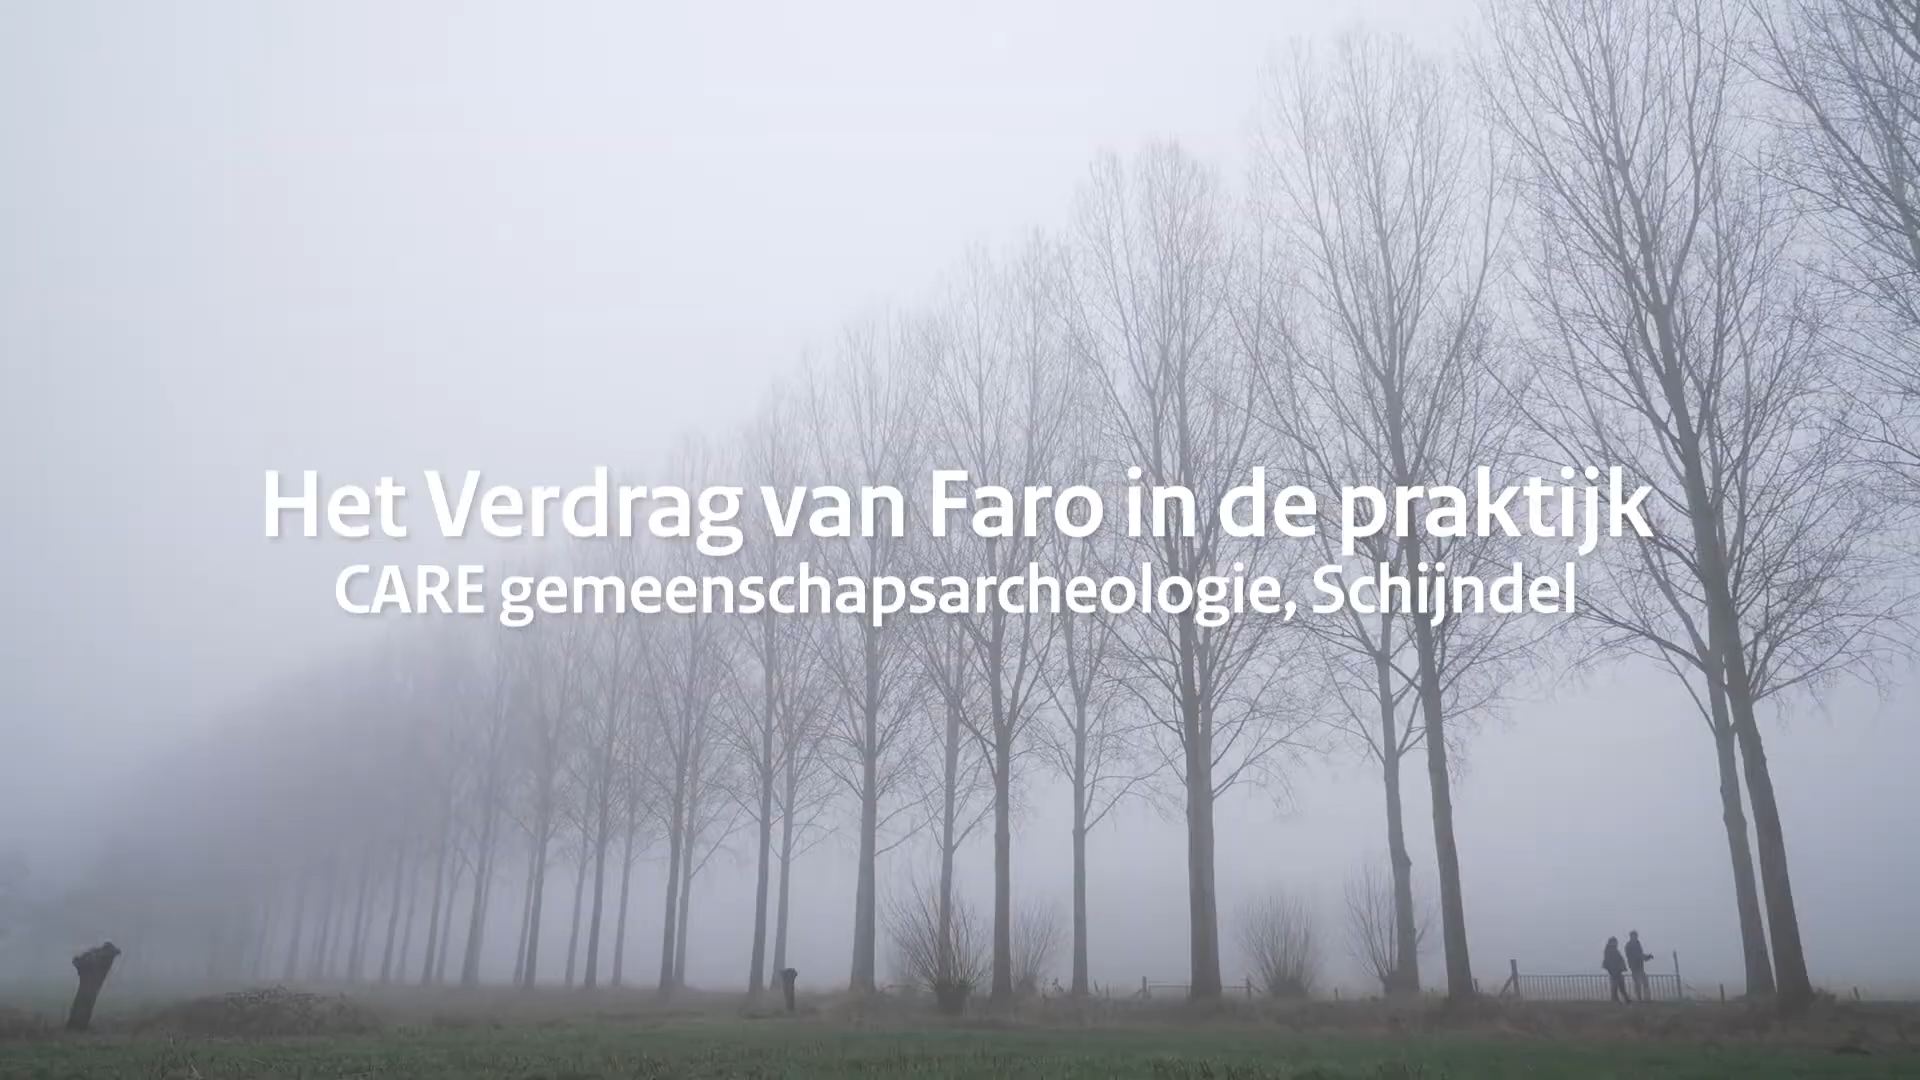 Het Verdrag van Faro in de praktijk
CARE gemeenschapsarcheologie, Schijndel